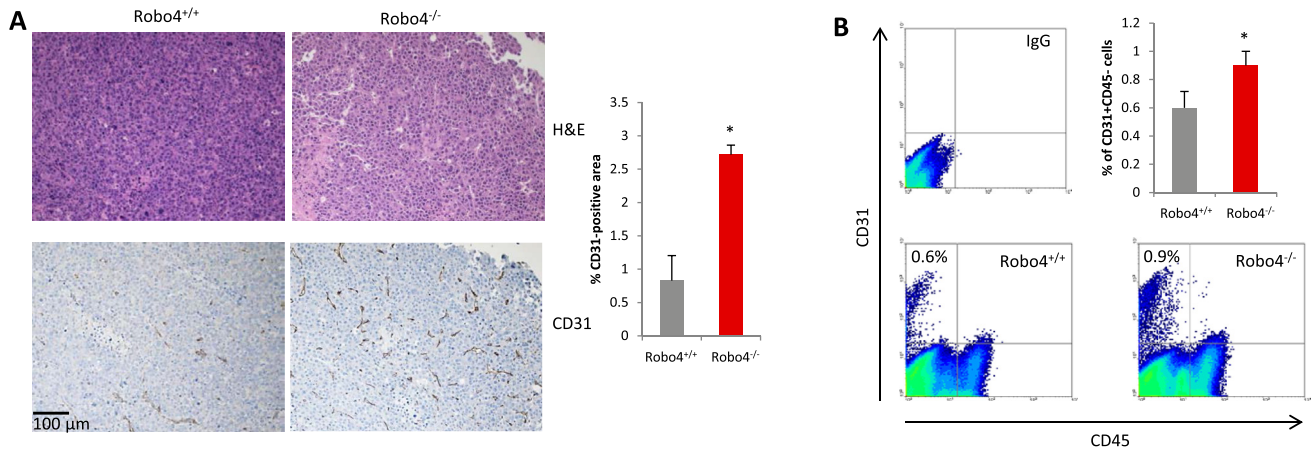 A
Robo4+/+
Robo4-/-
H&E
CD31
100 µm
% CD31-positive area
3.5
3
2.5
2
1.5
1
0.5
0
Robo4+/+
Robo4-/-
*
B
IgG
CD31
CD45
0.6%
Robo4+/+
0.9%
Robo4-/-
% of CD31+CD45- cells
1.2
1
0.8
0.6
0.4
0.2
0
Robo4+/+
Robo4-/-
*